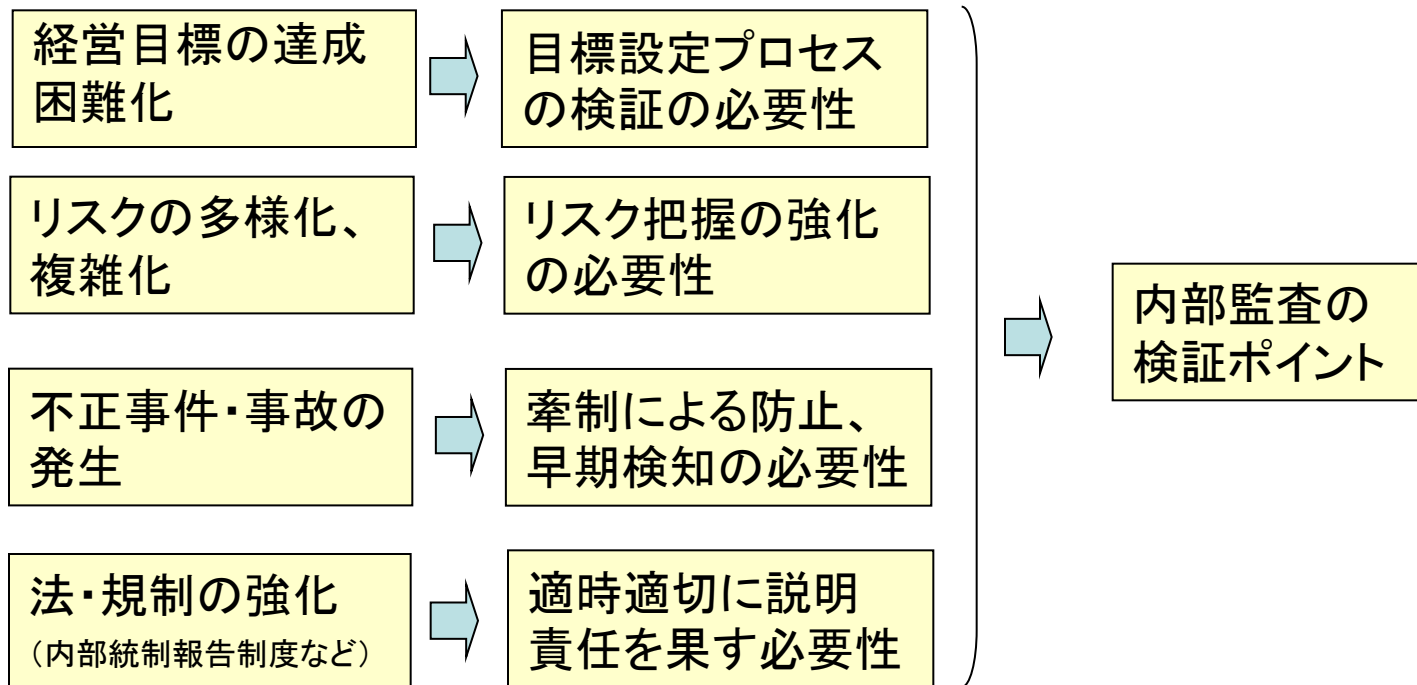 経営目標の達成
困難化
目標設定プロセス
の検証の必要性
リスクの多様化、
複雑化
リスク把握の強化
の必要性
不正事件・事故の
発生
牽制による防止、
早期検知の必要性
法・規制の強化
（内部統制報告制度など）
適時適切に説明
責任を果す必要性
内部監査の
検証ポイント